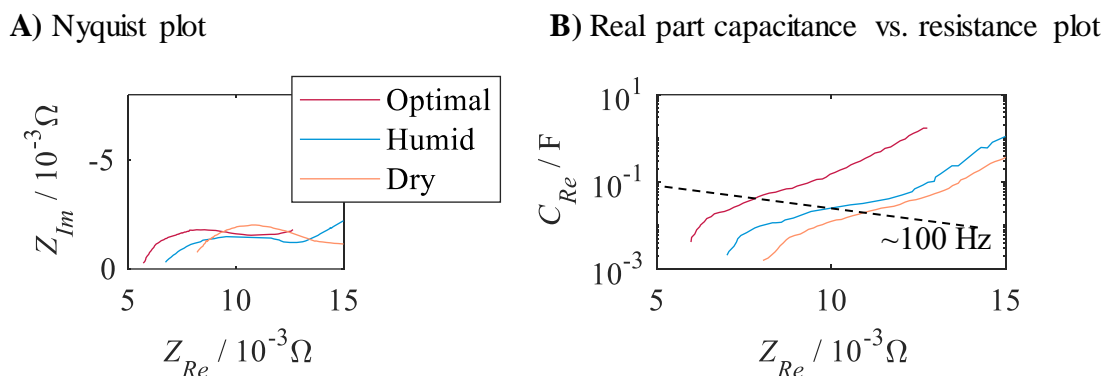 A) Nyquist plot
Z_Im / 10^-3 Ω
-5
0
5
10
15
Z_Re / 10^-3 Ω
Optimal
Humid
Dry
B) Real part capacitance vs. resistance plot
C_Re / F
10^1
10^-1
10^-3
~100 Hz
5
10
15
Z_Re / 10^-3 Ω